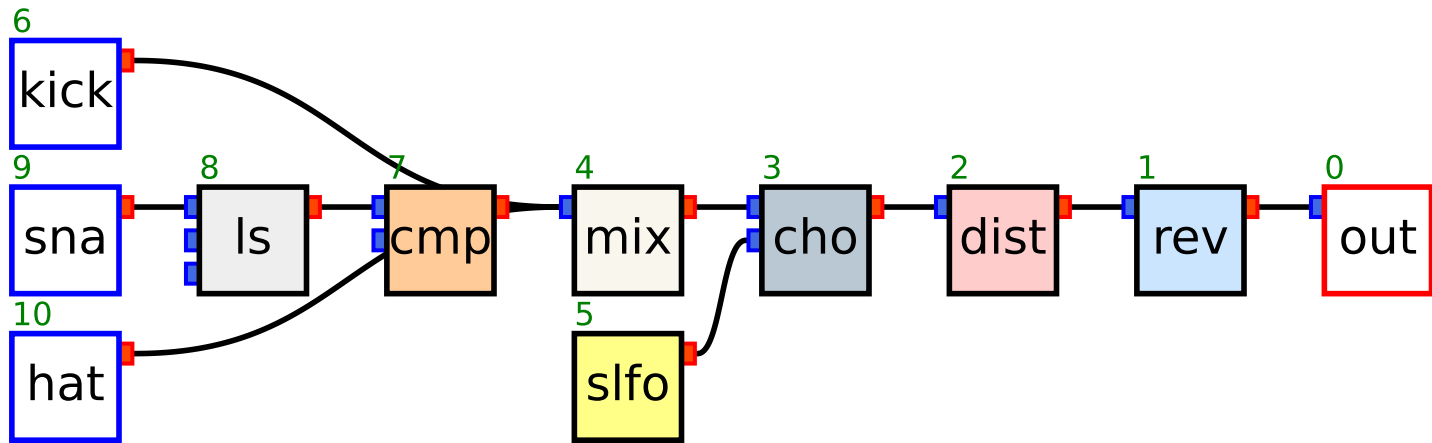 6
kick
9 8 7 4 3 2 1 0
sna ls cmp mix cho dist rev out
10 5
hat slfo